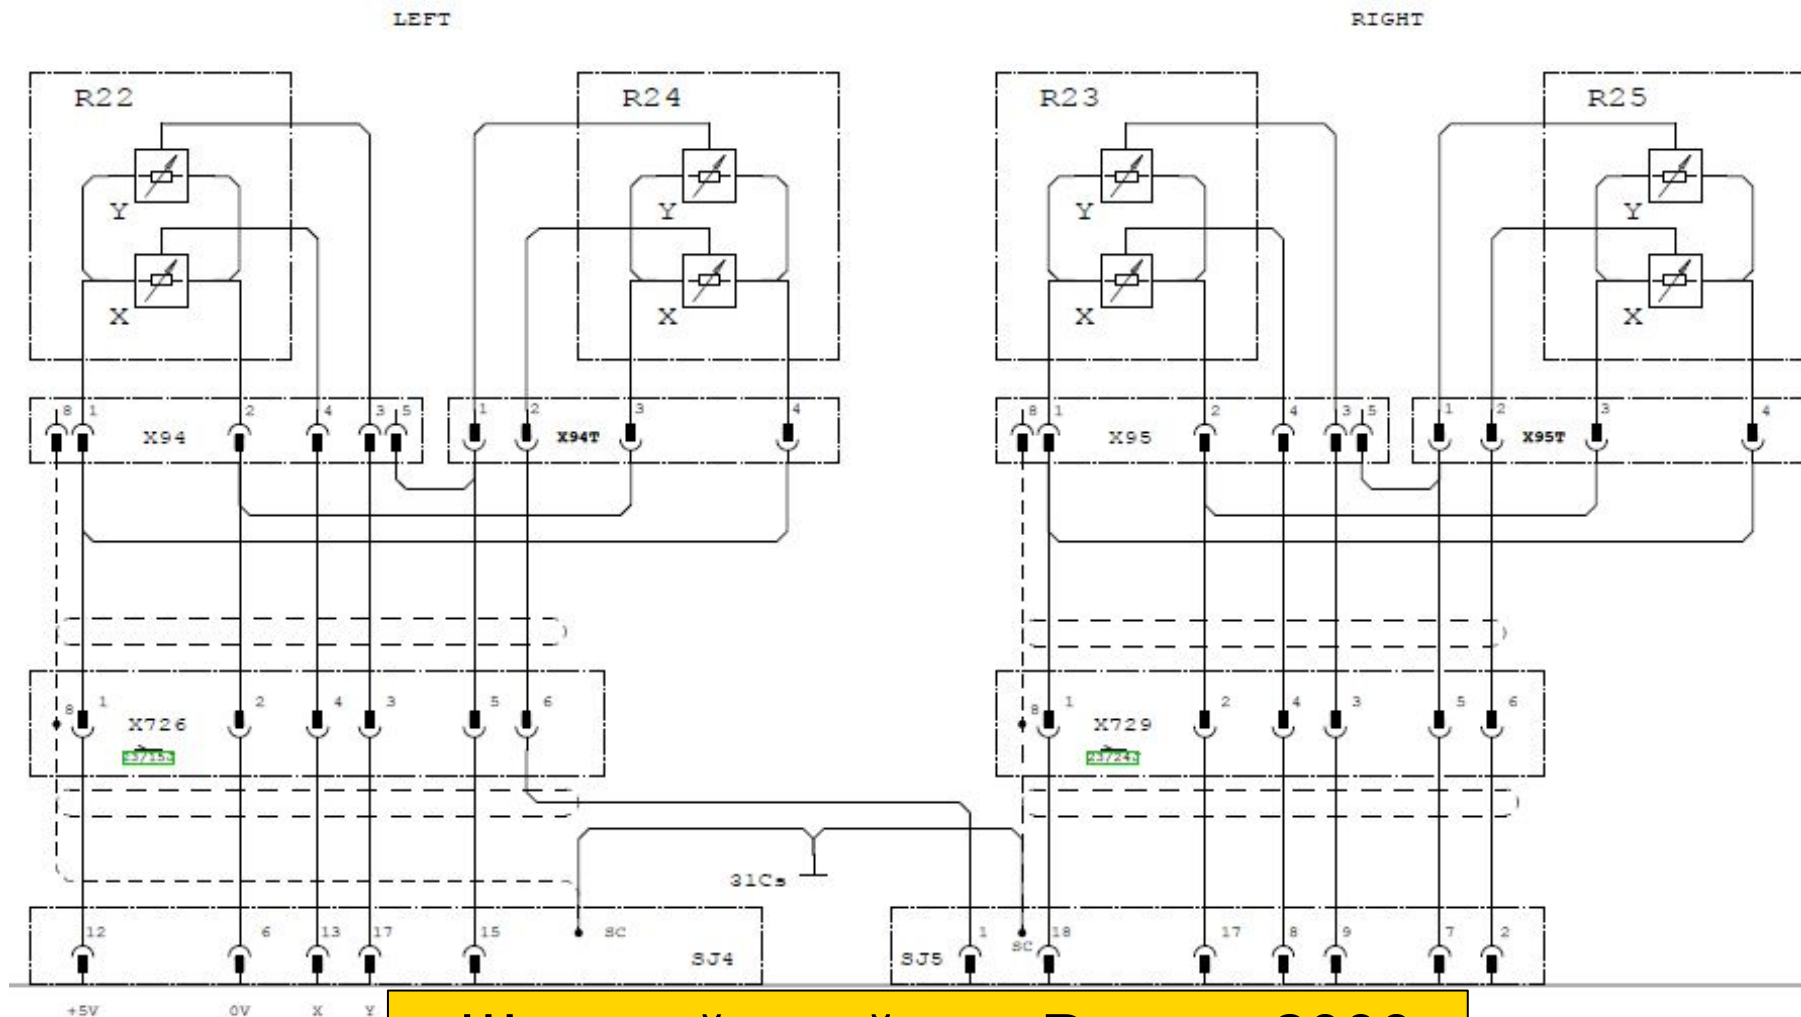 LEFT RIGHT
R22 R24 R23 R25
Y Y Y Y
X X X X
8 1 2 4 3 5 1 2 3 4 8 1 2 4 3 5 1 2 3 4
X94 X94T X95 X95T
1 2 4 3 5 6 1 2 4 3 5 6
8 X726 8 X729
31Cs
12 6 13 17 15 SC 1 SC 18 17 8 9 7 2
SJ4 SJ5
+5V 0V X Y